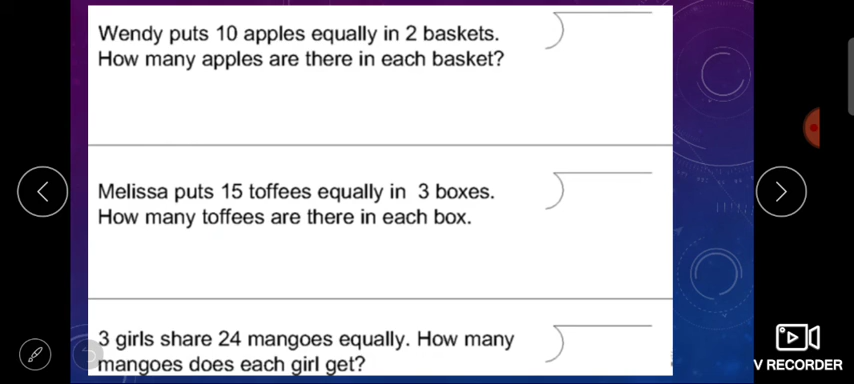 Wendy puts 10 apples equally in 2 baskets.
How many apples are there in each basket?
Melissa puts 15 toffees equally in 3 boxes.
How many toffees are there in each box.
3 girls share 24 mangoes equally. How many
mangoes does each girl get?
V RECORDER